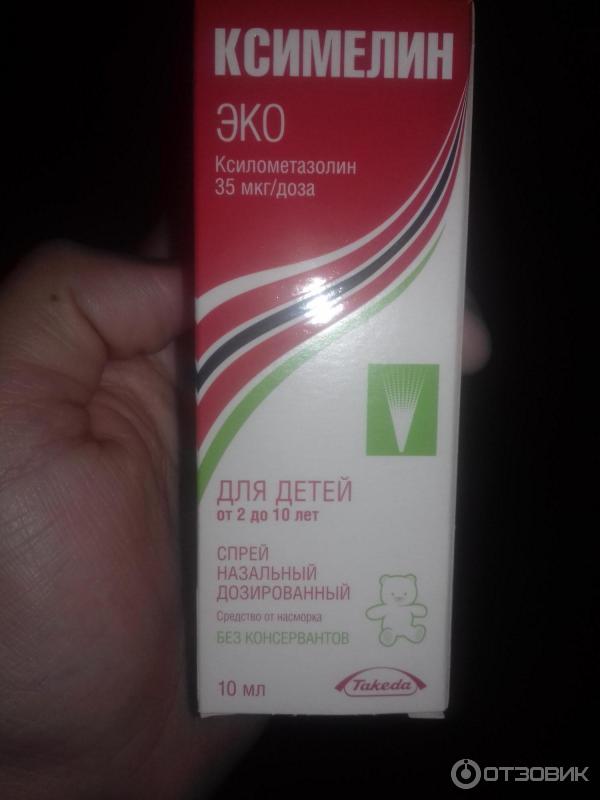 КСИМЕЛИН
ЭКО
Ксилометазолин
35 мкг/доза
ДЛЯ ДЕТЕЙ
от 2 до 10 лет
СПРЕЙ
НАЗАЛЬНЫЙ
ДОЗИРОВАННЫЙ
Средство от насморка
БЕЗ КОНСЕРВАНТОВ
10 мл
Takeda
ОТЗОВИК